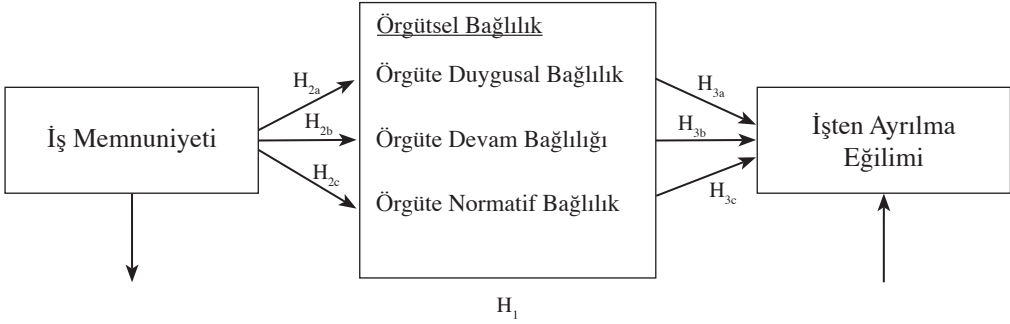 Örgütsel Bağlılık
Örgüte Duygusal Bağlılık
Örgüte Devam Bağlılığı
Örgüte Normatif Bağlılık
İş Memnuniyeti
H2a
H2b
H2c
H3a
H3b
H3c
İşten Ayrılma
Eğilimi
H1